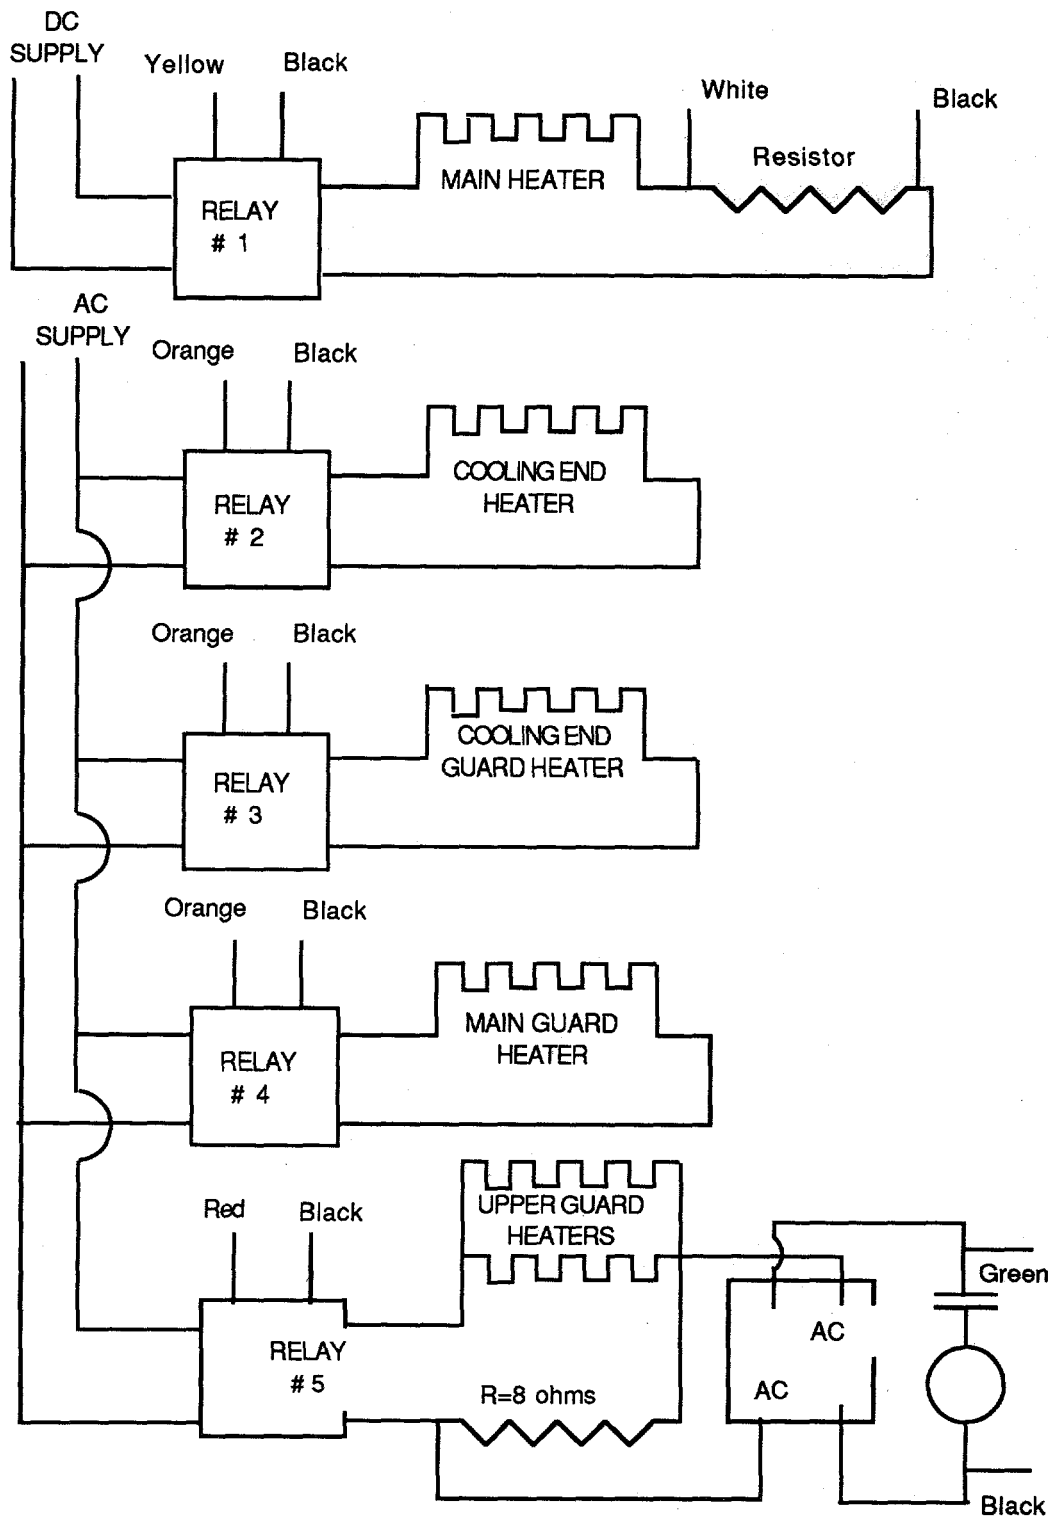 DC
SUPPLY
Yellow
Black
White
Black
Resistor
MAIN HEATER
RELAY
# 1
AC
SUPPLY
Orange
Black
COOLING END
HEATER
RELAY
# 2
Orange
Black
COOLING END
GUARD HEATER
RELAY
# 3
Orange
Black
MAIN GUARD
HEATER
RELAY
# 4
Red
Black
UPPER GUARD
HEATERS
Green
AC
RELAY
# 5
R=8 ohms
AC
Black